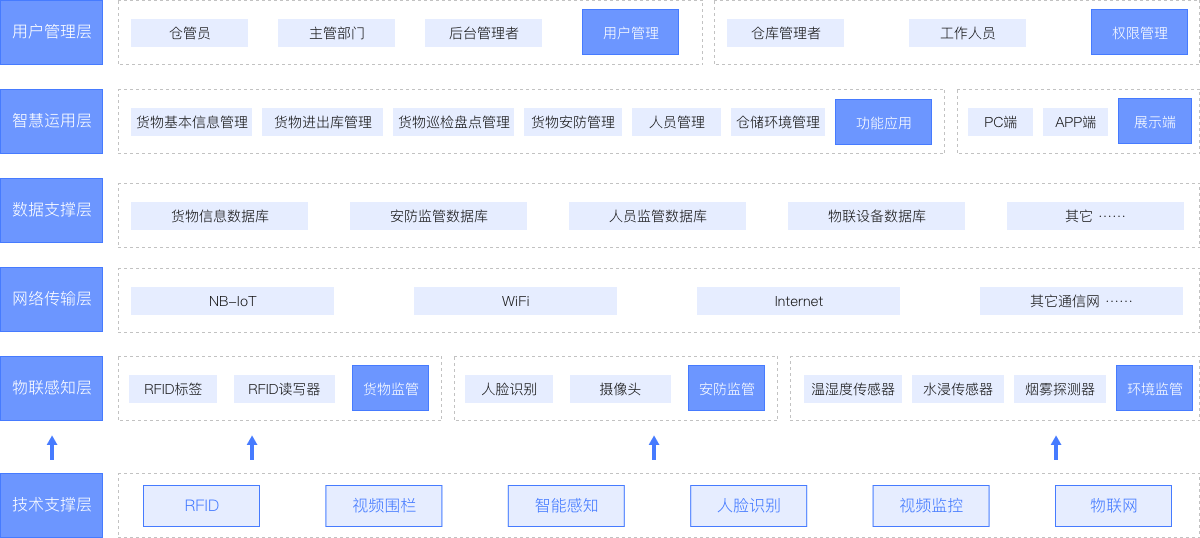 用户管理层
仓管员 主管部门 后台管理者 用户管理 仓库管理者 工作人员 权限管理
智慧运用层
货物基本信息管理 货物进出库管理 货物巡检盘点管理 货物安防管理 人员管理 仓储环境管理 功能应用 PC端 APP端 展示端
数据支撑层
货物信息数据库 安防监管数据库 人员监管数据库 物联设备数据库 其它 ……
网络传输层
NB-IoT WiFi Internet 其它通信网 ……
物联感知层
RFID标签 RFID读写器 货物监管 人脸识别 摄像头 安防监管 温湿度传感器 水浸传感器 烟雾探测器 环境监管
技术支撑层
RFID 视频围栏 智能感知 人脸识别 视频监控 物联网